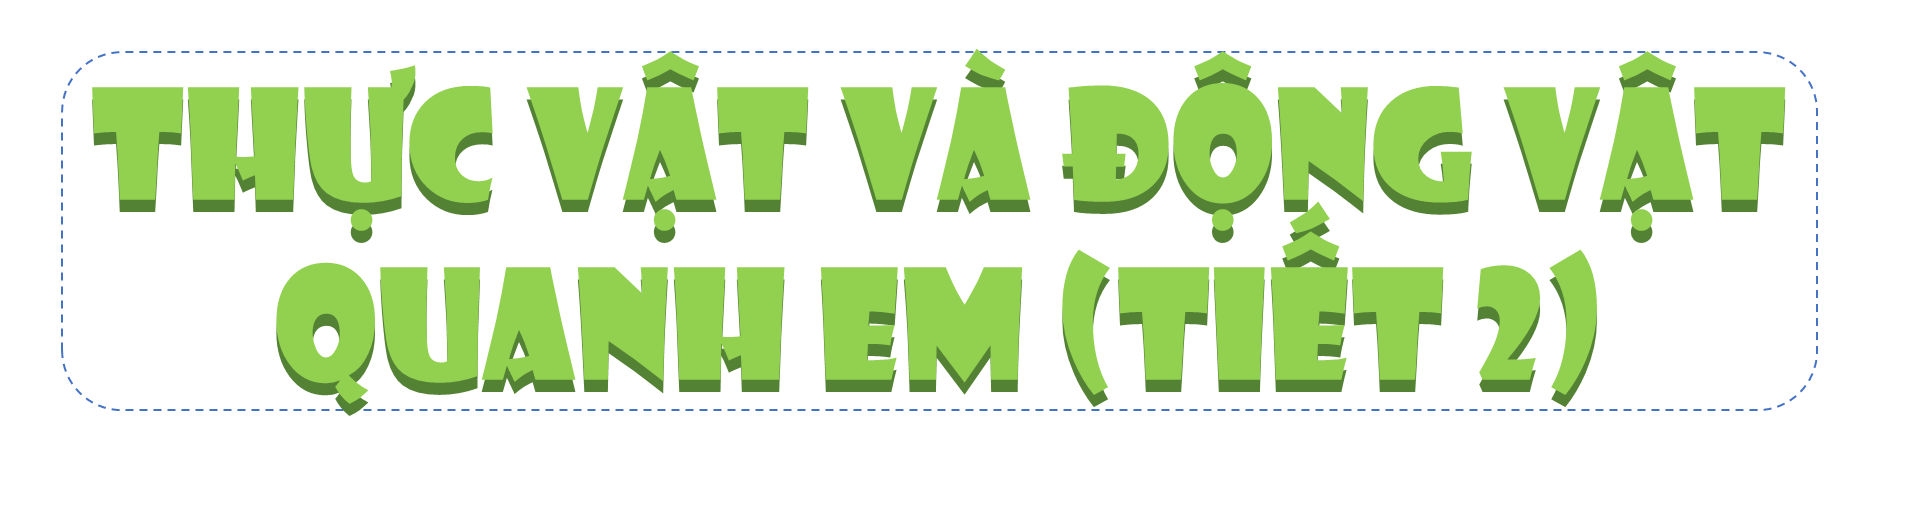 THỰC VẬT VÀ ĐỘNG VẬT
QUANH EM (TIẾT 2)